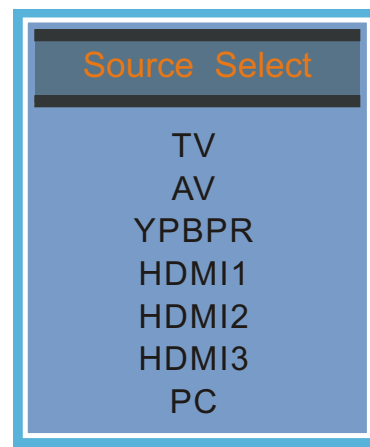 Source Select
TV
AV
YPBPR
HDMI1
HDMI2
HDMI3
PC